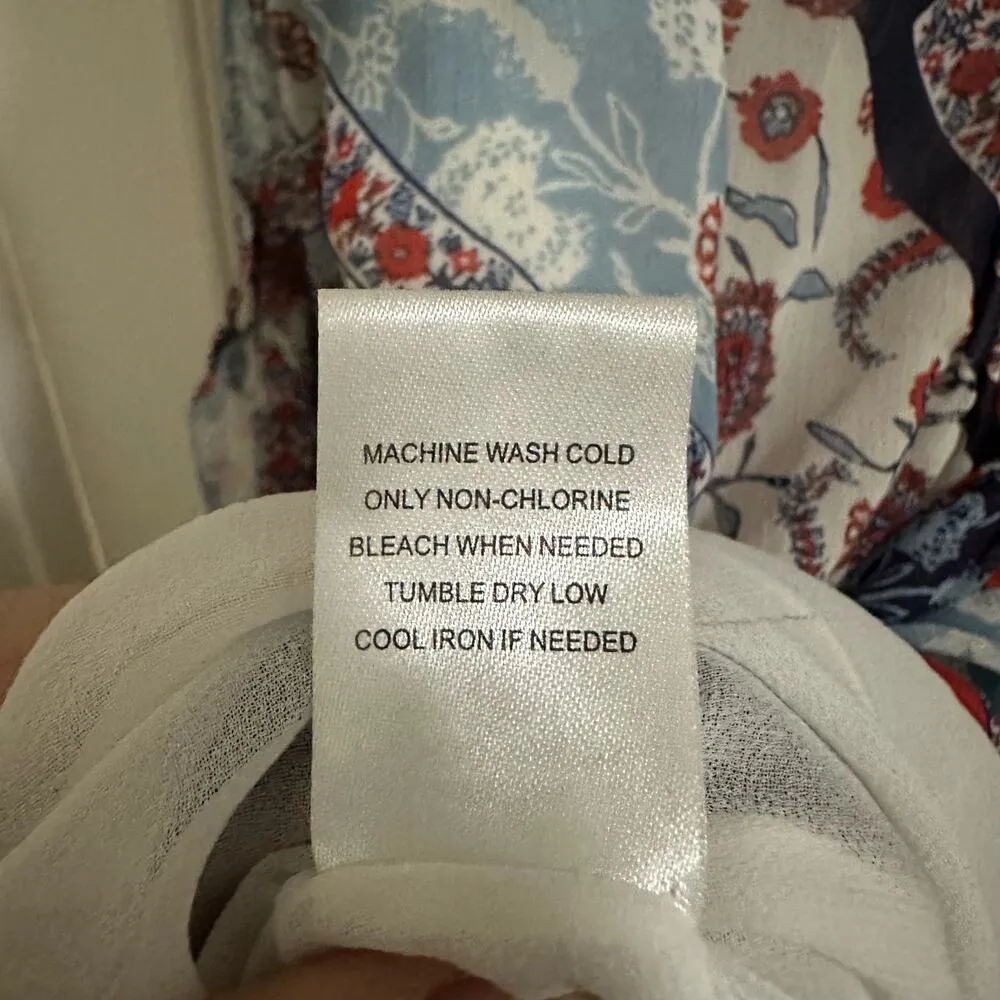 MACHINE WASH COLD
ONLY NON-CHLORINE
BLEACH WHEN NEEDED
TUMBLE DRY LOW
COOL IRON IF NEEDED